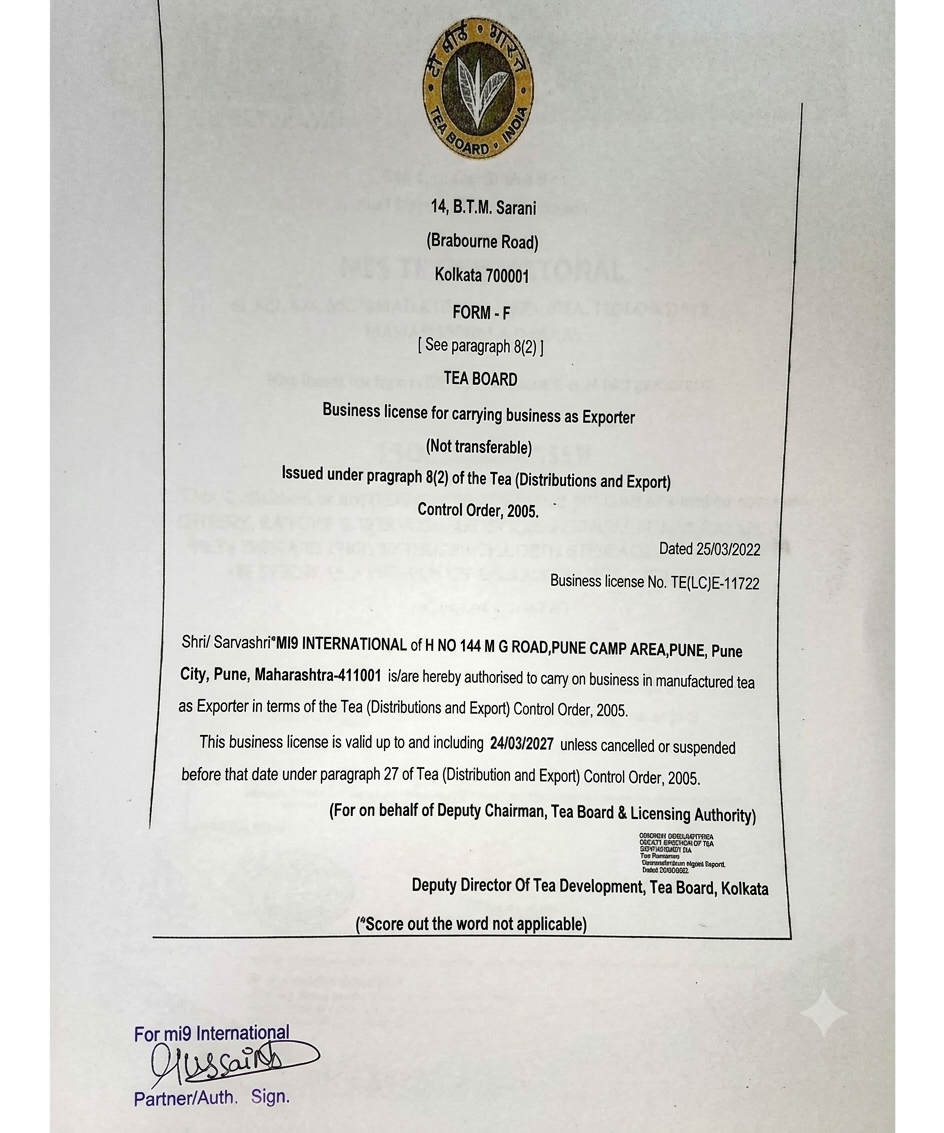 टी बोर्ड • भारत
TEA BOARD • INDIA
14, B.T.M. Sarani
(Brabourne Road)
Kolkata 700001
FORM - F
[ See paragraph 8(2) ]
TEA BOARD
Business license for carrying business as Exporter
(Not transferable)
Issued under pragraph 8(2) of the Tea (Distributions and Export)
Control Order, 2005.
Dated 25/03/2022
Business license No. TE(LC)E-11722
Shri/ Sarvashri*MI9 INTERNATIONAL of H NO 144 M G ROAD,PUNE CAMP AREA,PUNE, Pune
City, Pune, Maharashtra-411001 is/are hereby authorised to carry on business in manufactured tea
as Exporter in terms of the Tea (Distributions and Export) Control Order, 2005.
This business license is valid up to and including 24/03/2027 unless cancelled or suspended
before that date under paragraph 27 of Tea (Distribution and Export) Control Order, 2005.
(For on behalf of Deputy Chairman, Tea Board & Licensing Authority)
Deputy Director Of Tea Development, Tea Board, Kolkata
(*Score out the word not applicable)
For mi9 International
Partner/Auth. Sign.